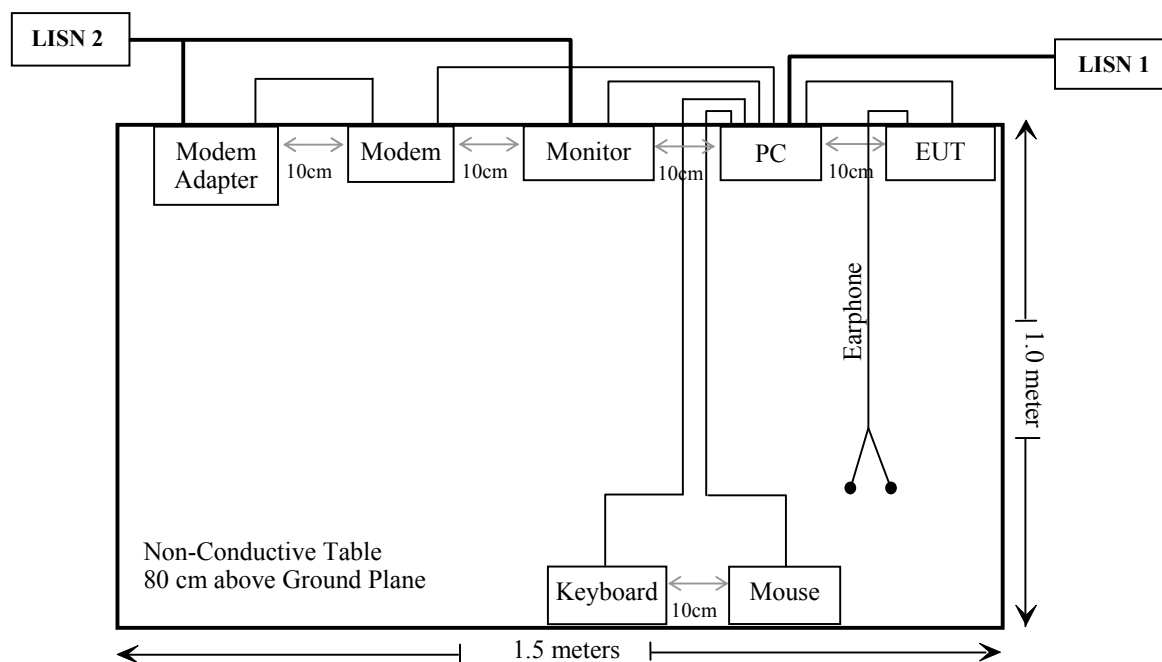 LISN 2
LISN 1
Modem
Adapter
10cm
Modem
10cm
Monitor
10cm
PC
10cm
EUT
Earphone
1.0 meter
Non-Conductive Table
80 cm above Ground Plane
Keyboard
10cm
Mouse
1.5 meters